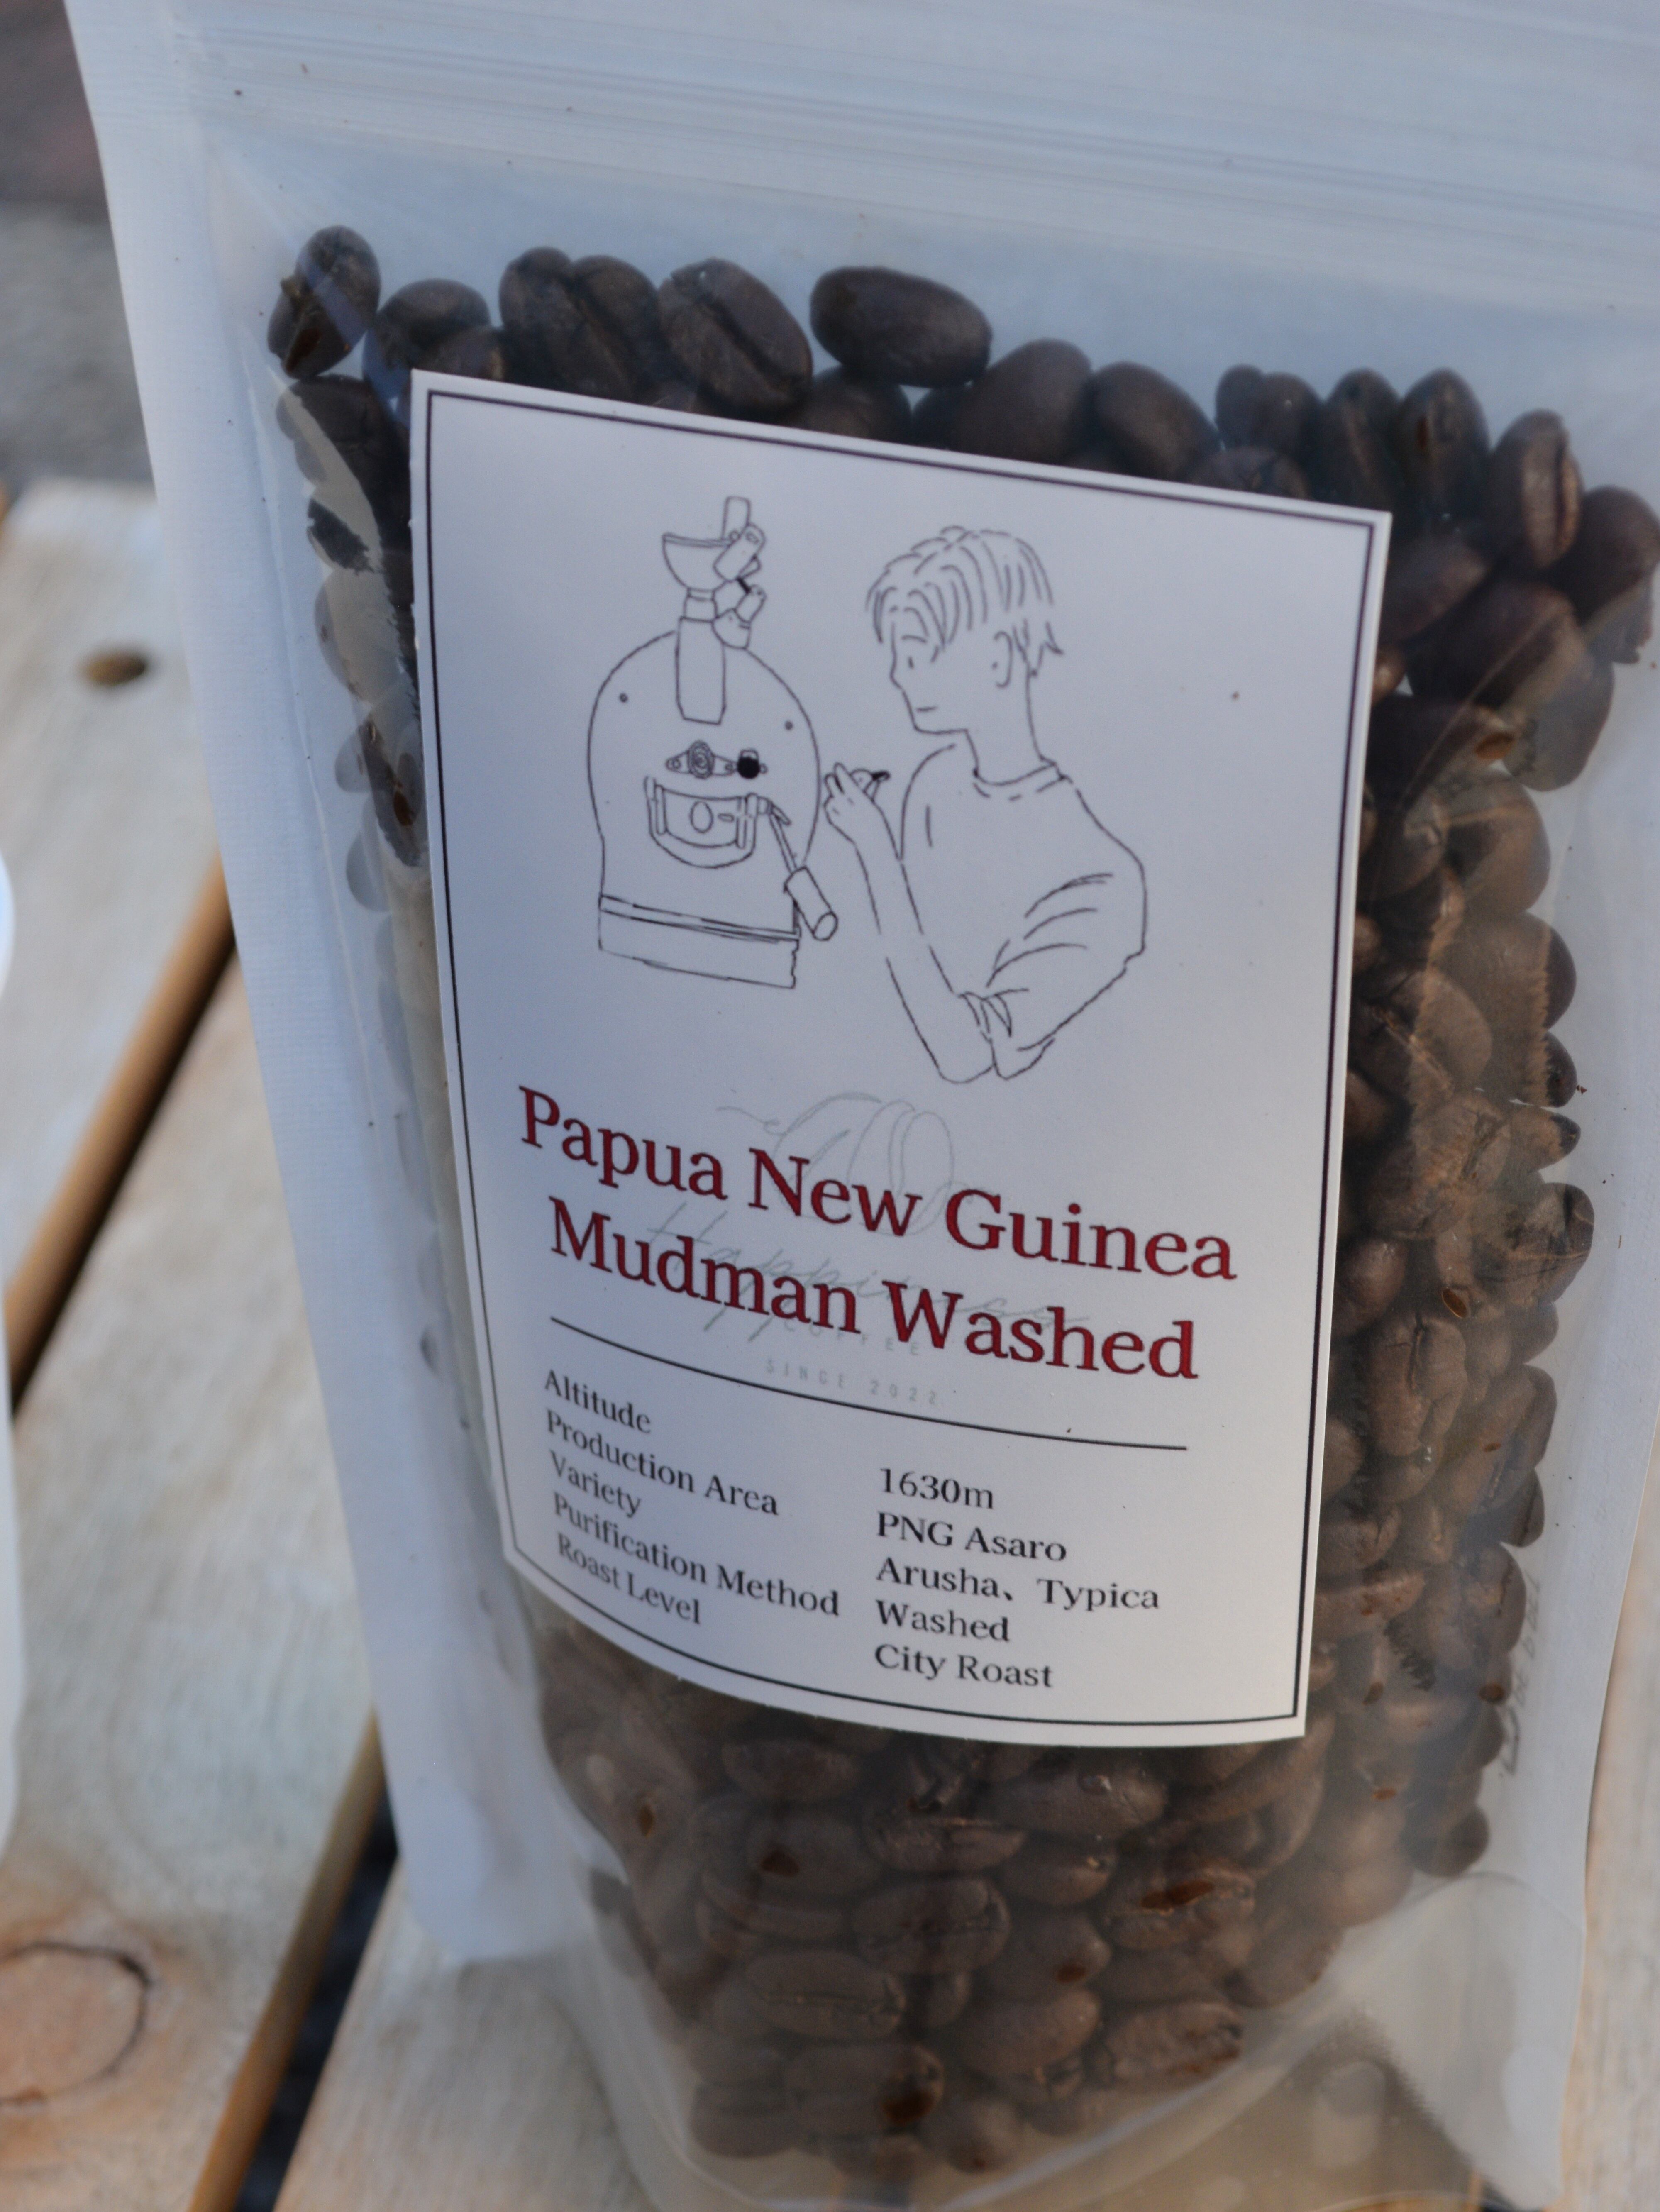 Papua New Guinea
Mudman Washed
Happiness
COFFEE
SINCE 2022
Altitude 1630m
Production Area PNG Asaro
Variety Arusha、Typica
Purification Method Washed
Roast Level City Roast